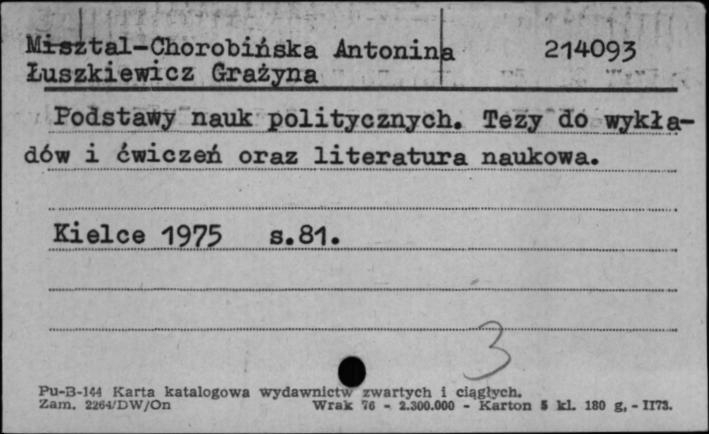 Misztal-Chorobińska Antonina 214093
Łuszkiewicz Grażyna
Podstawy nauk politycznych. Tezy do wykła-
dów i ćwiczeń oraz literatura naukowa.
Kielce 1975 s.81.
3
Pu-B-144 Karta katalogowa wydawnictw zwartych i ciągłych.
Zam. 2264/DW/On Wrak 76 - 2.300.000 - Karton 5 kl. 180 g, - II73.